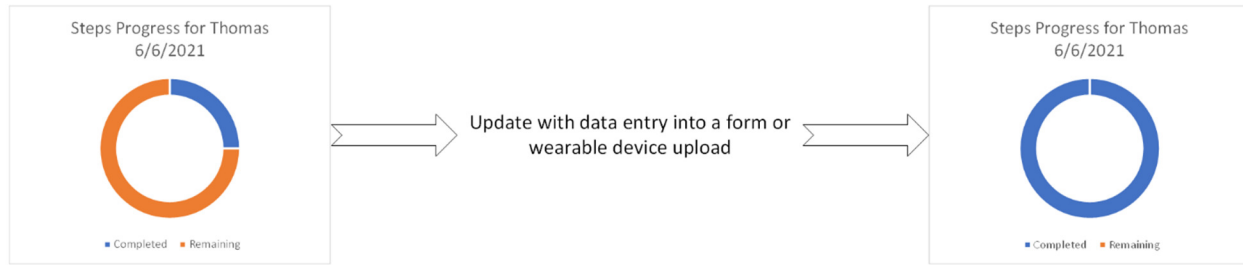 Steps Progress for Thomas
6/6/2021
Completed Remaining
Update with data entry into a form or
wearable device upload
Steps Progress for Thomas
6/6/2021
Completed Remaining